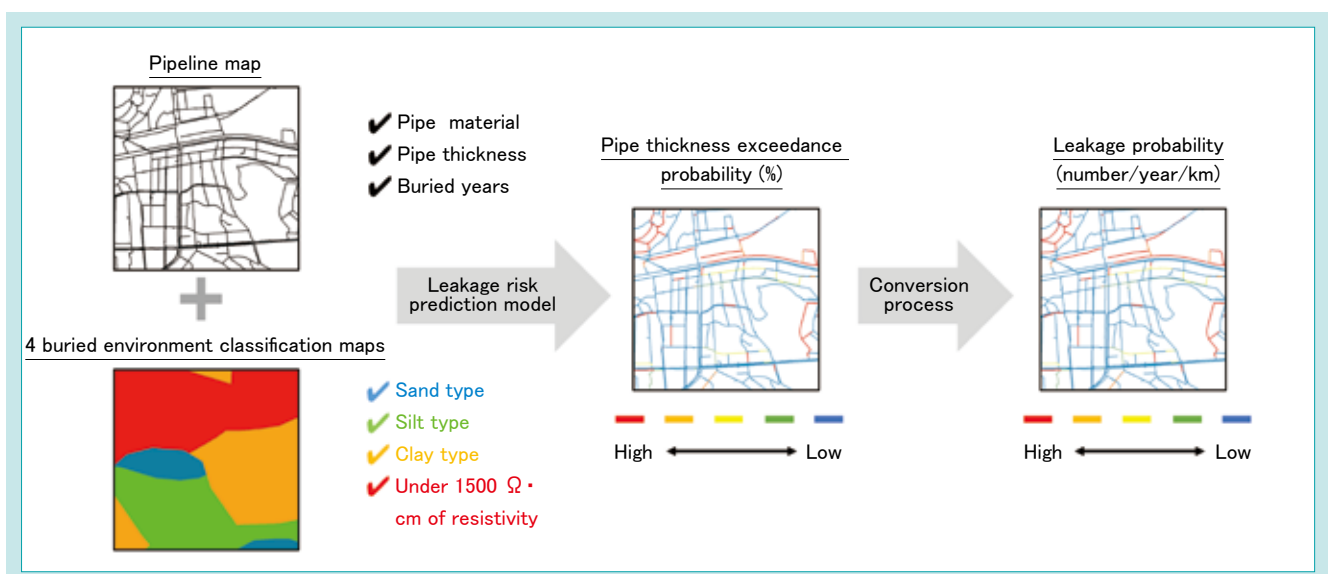 Pipeline map
✔ Pipe material
✔ Pipe thickness
✔ Buried years
4 buried environment classification maps
✔ Sand type
✔ Silt type
✔ Clay type
✔ Under 1500 Ω・
cm of resistivity
Leakage risk
prediction model
Pipe thickness exceedance
probability (%)
High
Low
Conversion
process
Leakage probability
(number/year/km)
High
Low